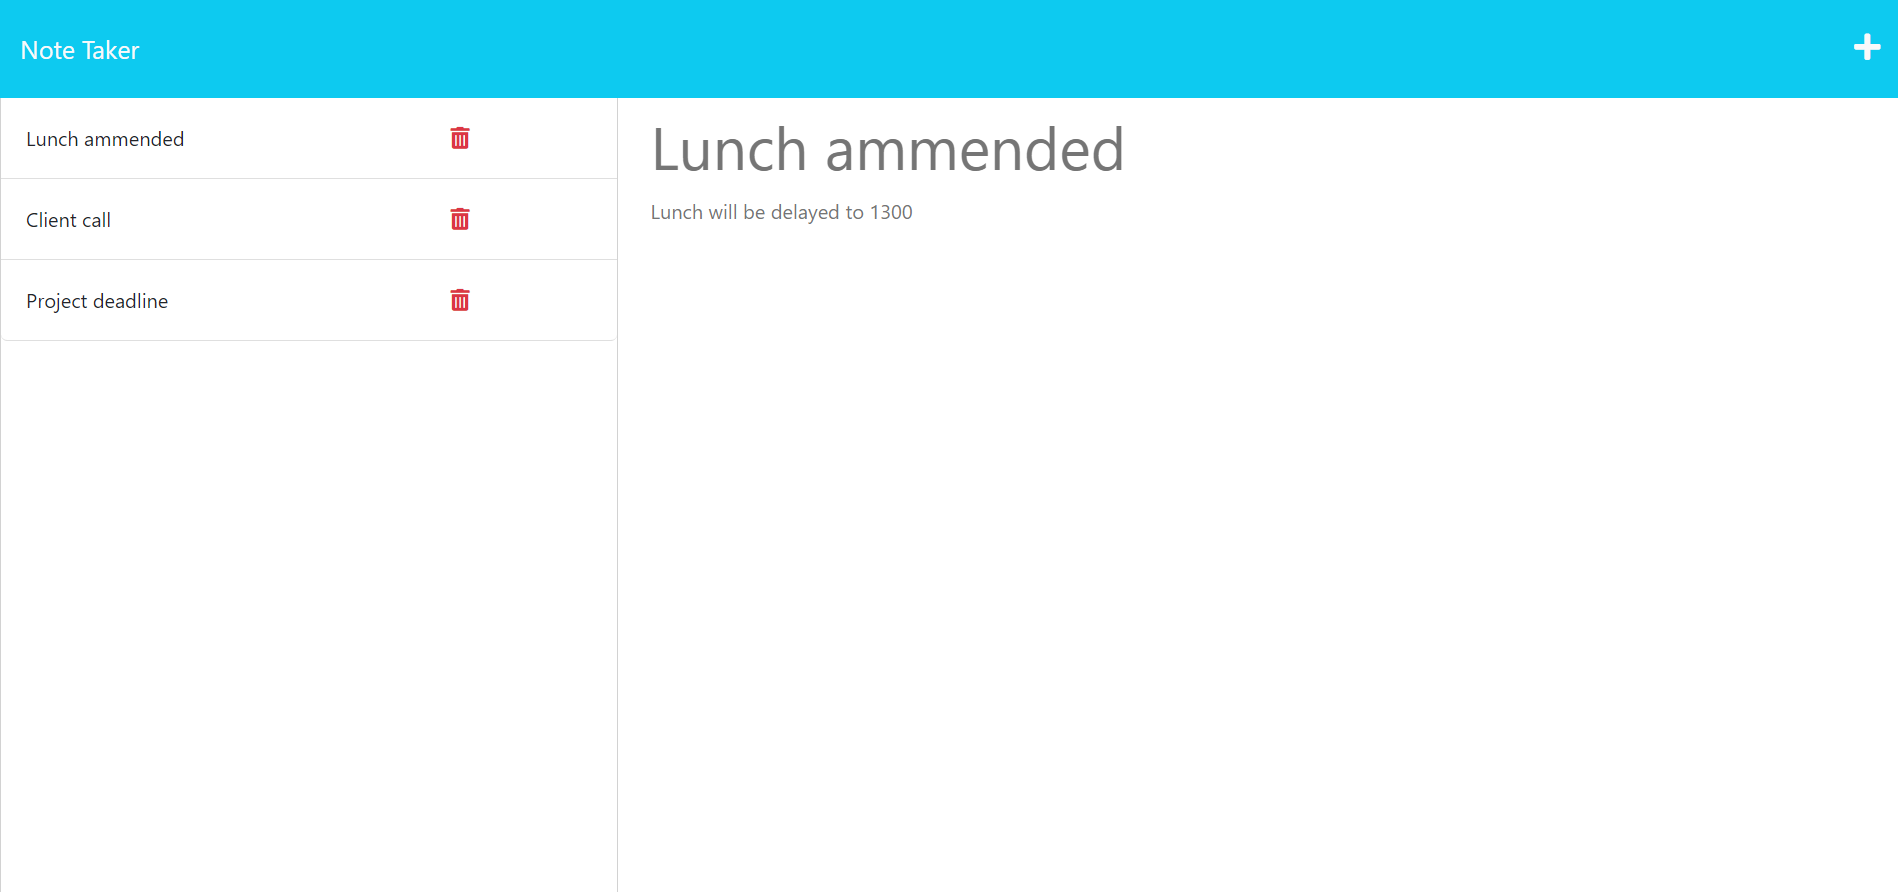 Note Taker
Lunch ammended
Client call
Project deadline
Lunch ammended
Lunch will be delayed to 1300